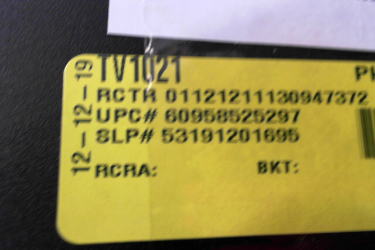 12-12-19
TV1021
RCTR 01121211130947372
UPC# 60958525297
SLP# 53191201695
RCRA: BKT: